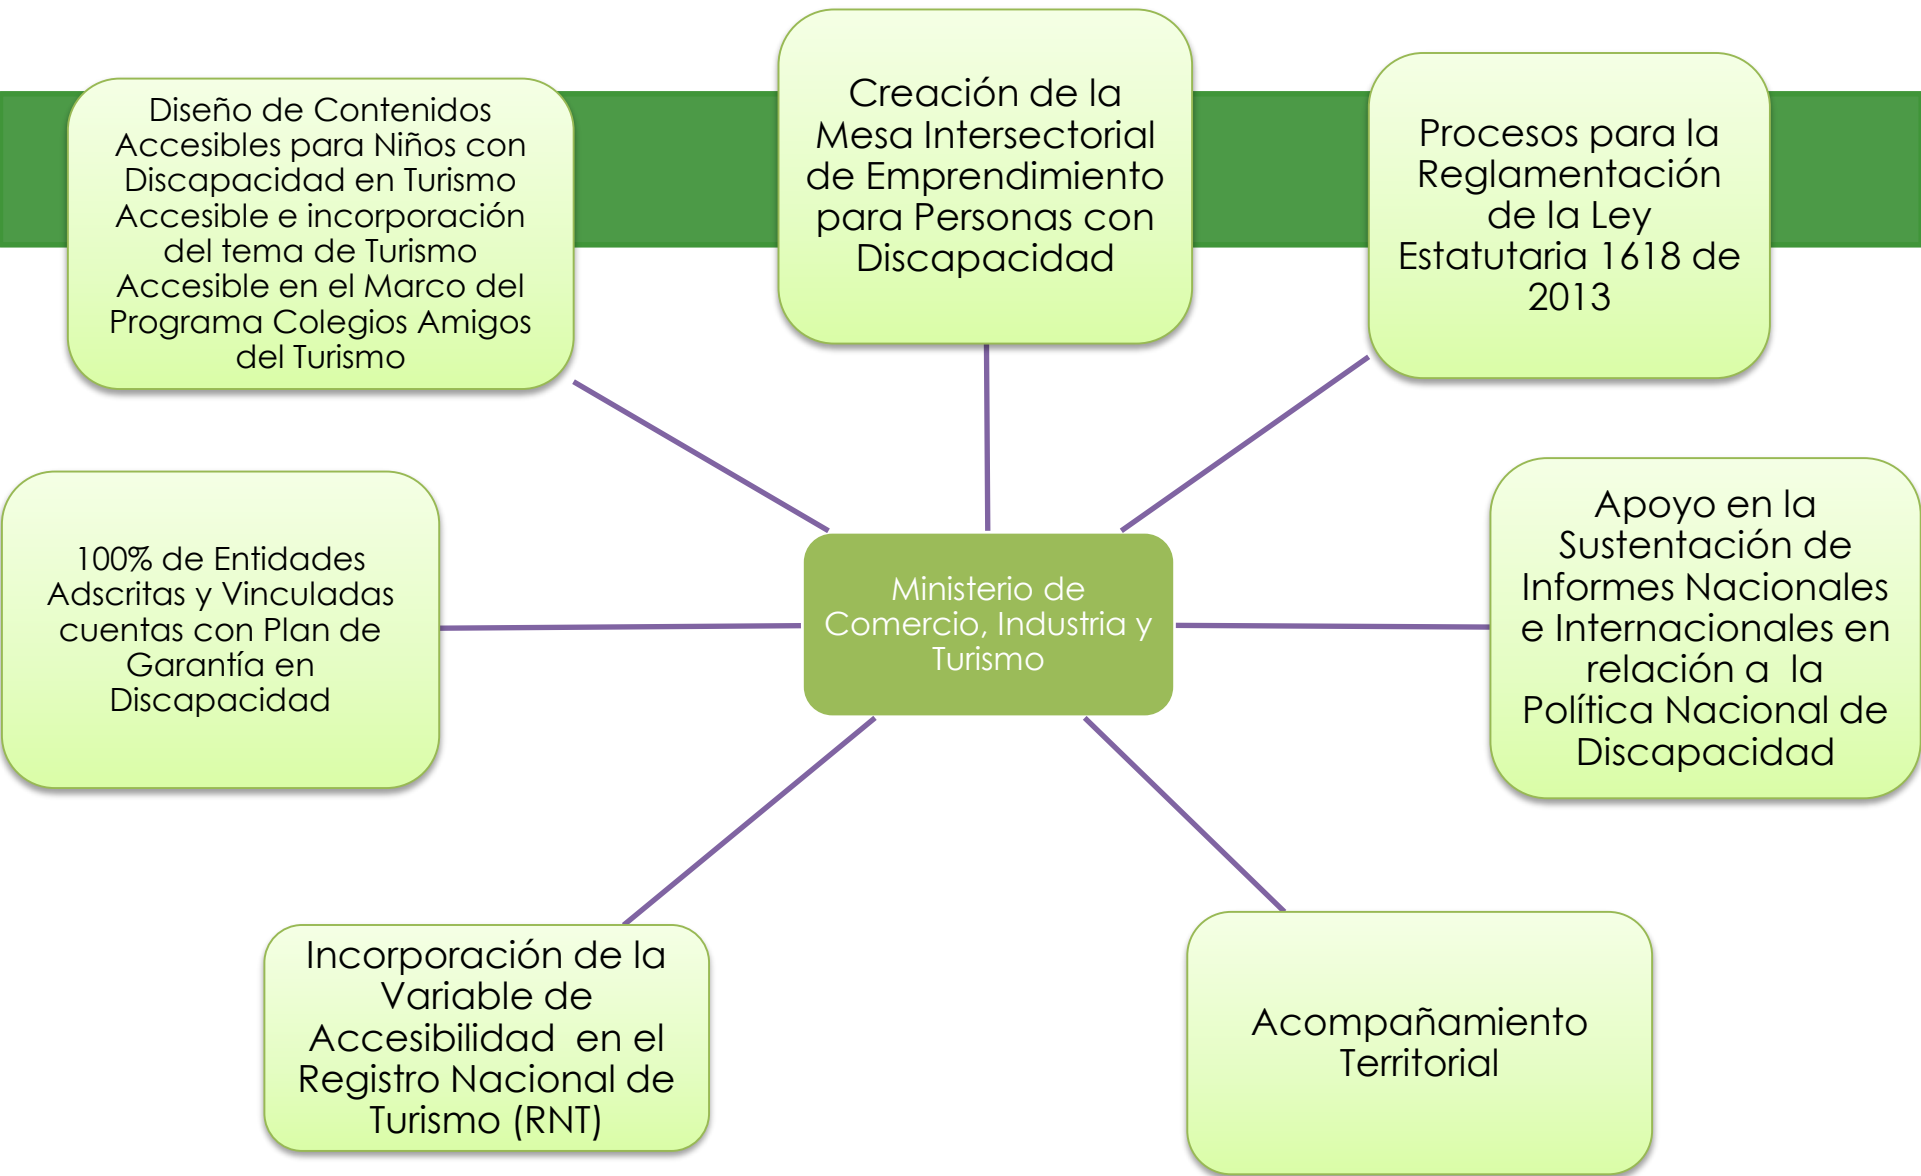 Diseño de Contenidos
Accesibles para Niños con
Discapacidad en Turismo
Accesible e incorporación
del tema de Turismo
Accesible en el Marco del
Programa Colegios Amigos
del Turismo
Creación de la
Mesa Intersectorial
de Emprendimiento
para Personas con
Discapacidad
Procesos para la
Reglamentación
de la Ley
Estatutaria 1618 de
2013
100% de Entidades
Adscritas y Vinculadas
cuentas con Plan de
Garantía en
Discapacidad
Ministerio de
Comercio, Industria y
Turismo
Apoyo en la
Sustentación de
Informes Nacionales
e Internacionales en
relación a  la
Política Nacional de
Discapacidad
Incorporación de la
Variable de
Accesibilidad  en el
Registro Nacional de
Turismo (RNT)
Acompañamiento
Territorial